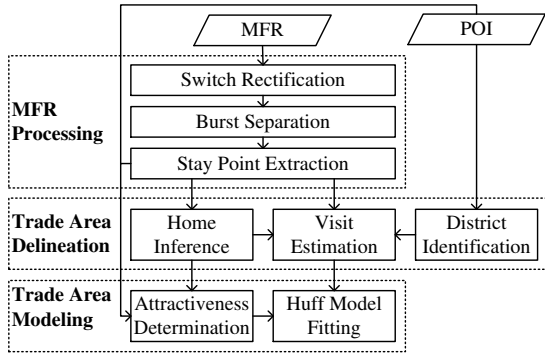 MFR
POI
MFR
Processing
Switch Rectification
Burst Separation
Stay Point Extraction
Trade Area
Delineation
Home
Inference
Visit
Estimation
District
Identification
Trade Area
Modeling
Attractiveness
Determination
Huff Model
Fitting